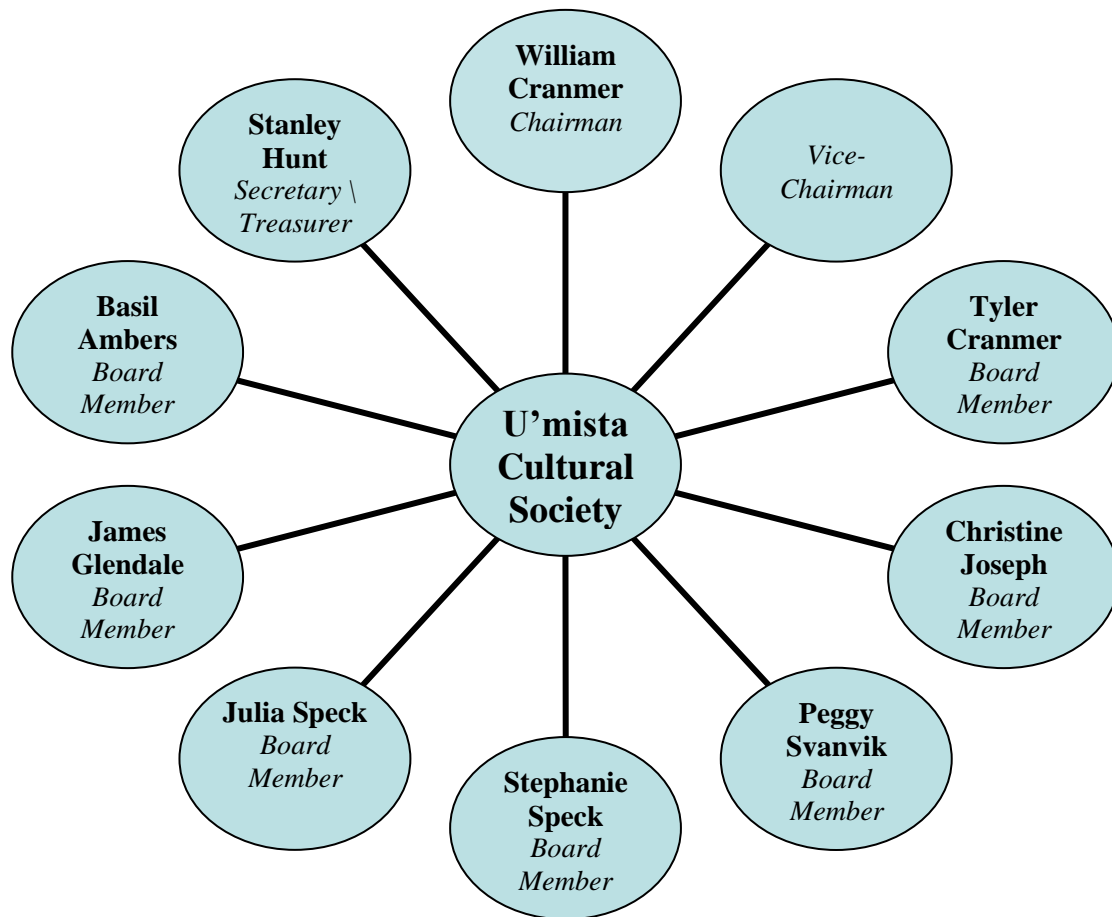 William
Cranmer
Chairman
Vice-
Chairman
Tyler
Cranmer
Board
Member
Christine
Joseph
Board
Member
Peggy
Svanvik
Board
Member
Stephanie
Speck
Board
Member
Julia Speck
Board
Member
James
Glendale
Board
Member
Basil
Ambers
Board
Member
Stanley
Hunt
Secretary \
Treasurer
U’mista
Cultural
Society